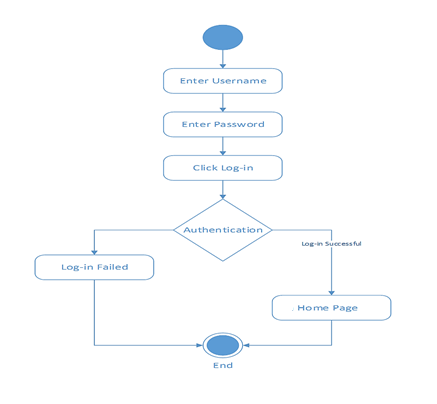 Enter Username
Enter Password
Click Log-in
Authentication
Log-in Successful
Log-in Failed
. Home Page
End